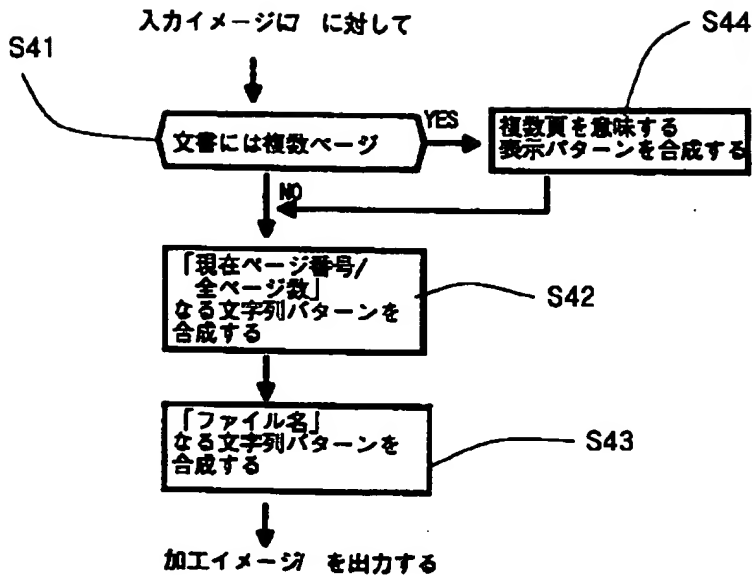 入力イメージに に対して
S41
S44
文書には複数ページ
YES
複数頁を意味する
表示パターンを合成する
NO
「現在ページ番号/
全ページ数」
なる文字列パターンを
合成する
S42
「ファイル名」
なる文字列パターンを
合成する
S43
加工イメージ を出力する